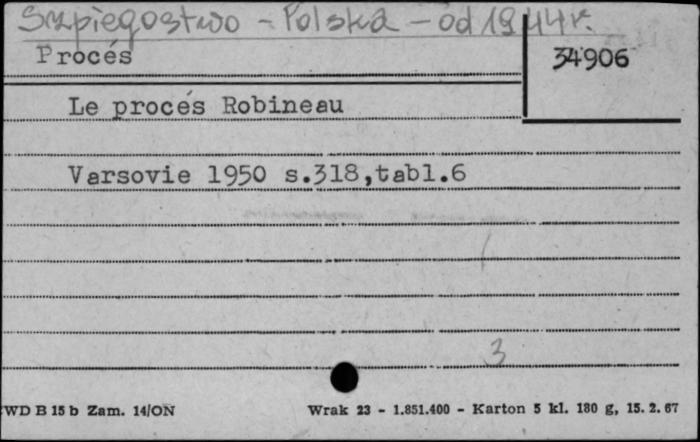 Szpiegostwo - Polska - od 1944r.
Procés
34906
Le procés Robineau
Varsovie 1950 s.318,tabl.6
3
WD B 15 b Zam. 14/ON
Wrak 23 - 1.851.400 - Karton 5 kl. 180 g, 15. 2. 67